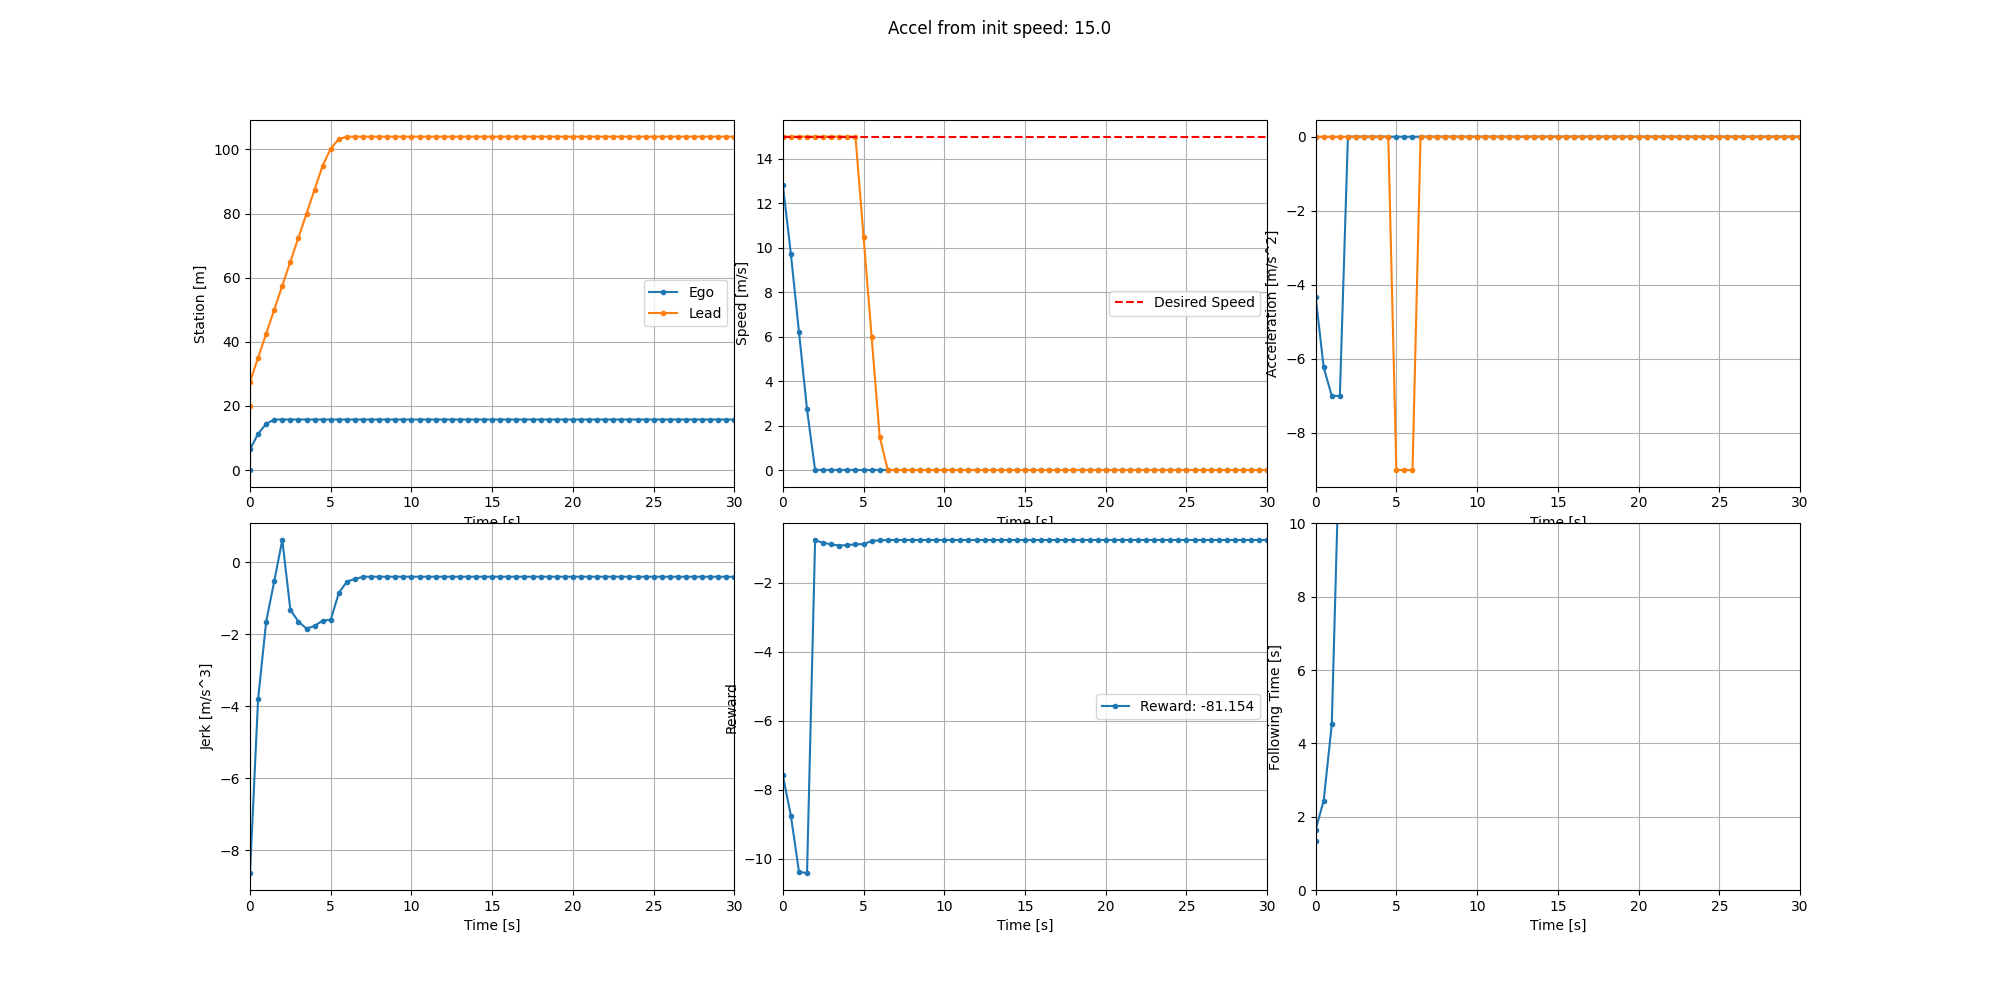 Accel from init speed: 15.0
Station [m]
100
80
60
40
20
0
Ego
Lead
0 5 10 15 20 25 30
Time [s]
Speed [m/s]
14
12
10
8
6
4
2
0
Desired Speed
0 5 10 15 20 25 30
Time [s]
Acceleration [m/s^2]
0
−2
−4
−6
−8
0 5 10 15 20 25 30
Time [s]
Jerk [m/s^3]
0
−2
−4
−6
−8
0 5 10 15 20 25 30
Time [s]
Reward
−2
−4
−6
−8
−10
Reward: -81.154
0 5 10 15 20 25 30
Time [s]
Following Time [s]
10
8
6
4
2
0
0 5 10 15 20 25 30
Time [s]